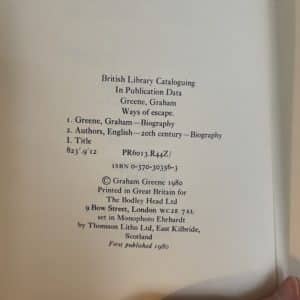 British Library Cataloguing
In Publication Data
Greene, Graham
Ways of escape.
1. Greene, Graham—Biography
2. Authors, English—20th century—Biography
I. Title
823'.9'12 PR6013.R44Z/
ISBN 0-370-30356-3
© Graham Greene 1980
Printed in Great Britain for
The Bodley Head Ltd
9 Bow Street, London WC2E 7AL
set in Monophoto Ehrhardt
by Thomson Litho Ltd, East Kilbride,
Scotland
First published 1980